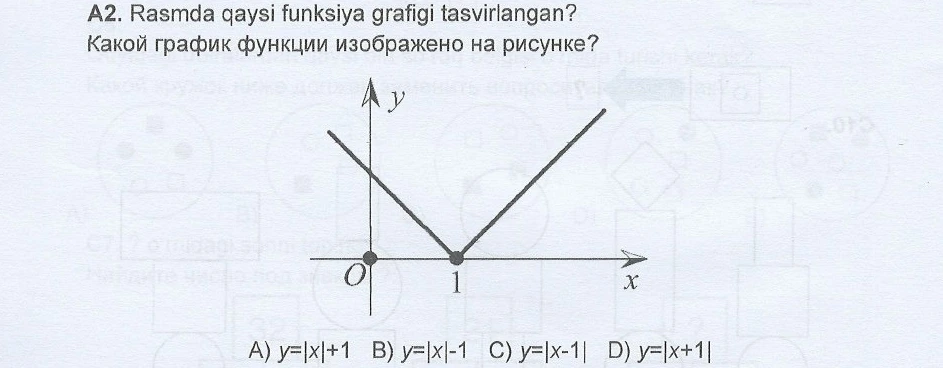 A2. Rasmda qaysi funksiya grafigi tasvirlangan?
Какой график функции изображено на рисунке?
y
O
1
x
A) y=|x|+1 B) y=|x|-1 C) y=|x-1| D) y=|x+1|